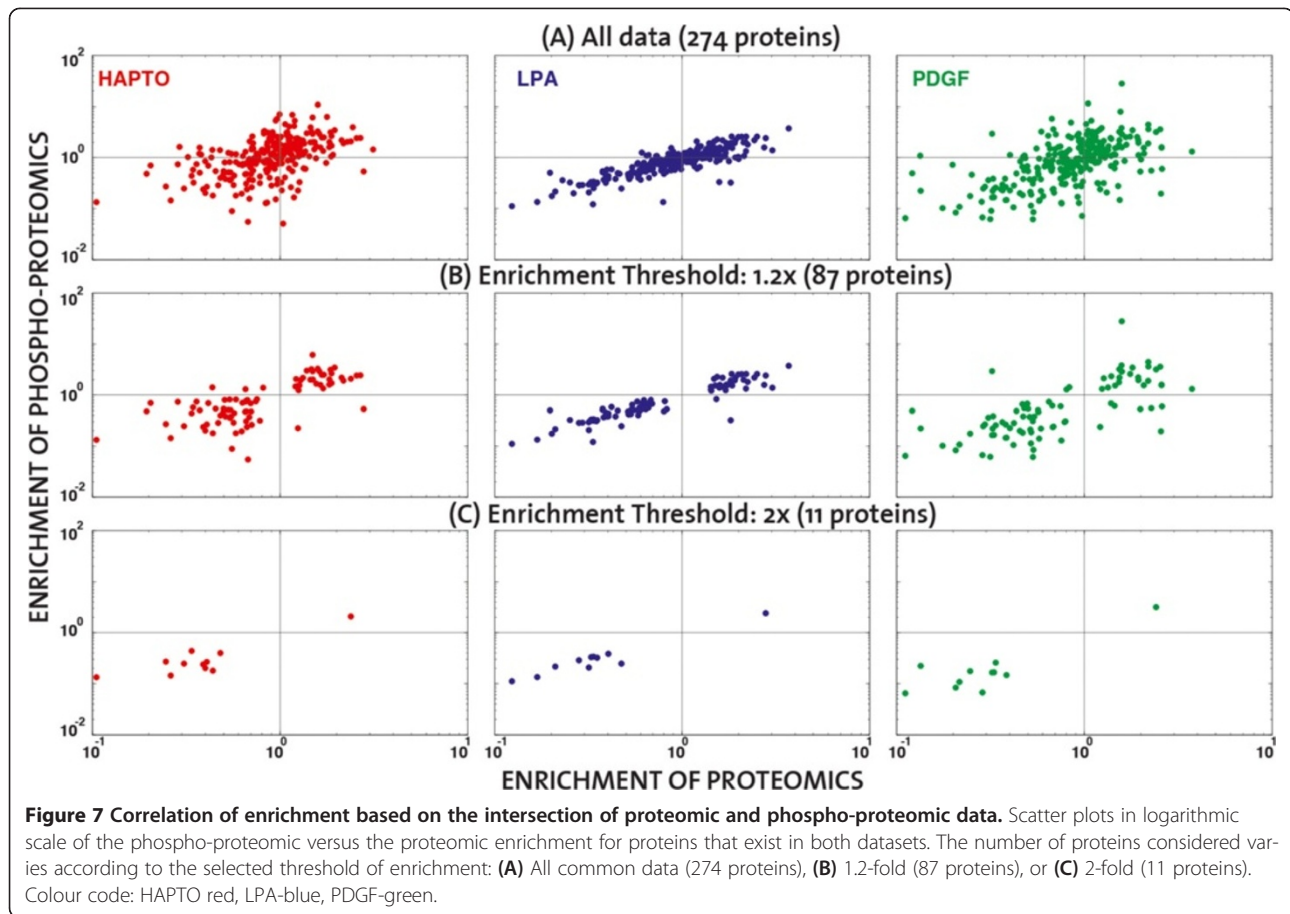 (A) All data (274 proteins)
HAPTO
LPA
PDGF
10²
10⁰
10⁻²
(B) Enrichment Threshold: 1.2x (87 proteins)
10²
10⁰
10⁻²
(C) Enrichment Threshold: 2x (11 proteins)
10²
10⁰
10⁻²
10⁻¹ 10⁰ 10¹
10⁻¹ 10⁰ 10¹
10⁻¹ 10⁰ 10¹
ENRICHMENT OF PHOSPHO-PROTEOMICS
ENRICHMENT OF PROTEOMICS
Figure 7 Correlation of enrichment based on the intersection of proteomic and phospho-proteomic data. Scatter plots in logarithmic
scale of the phospho-proteomic versus the proteomic enrichment for proteins that exist in both datasets. The number of proteins considered var-
ies according to the selected threshold of enrichment: (A) All common data (274 proteins), (B) 1.2-fold (87 proteins), or (C) 2-fold (11 proteins).
Colour code: HAPTO red, LPA-blue, PDGF-green.